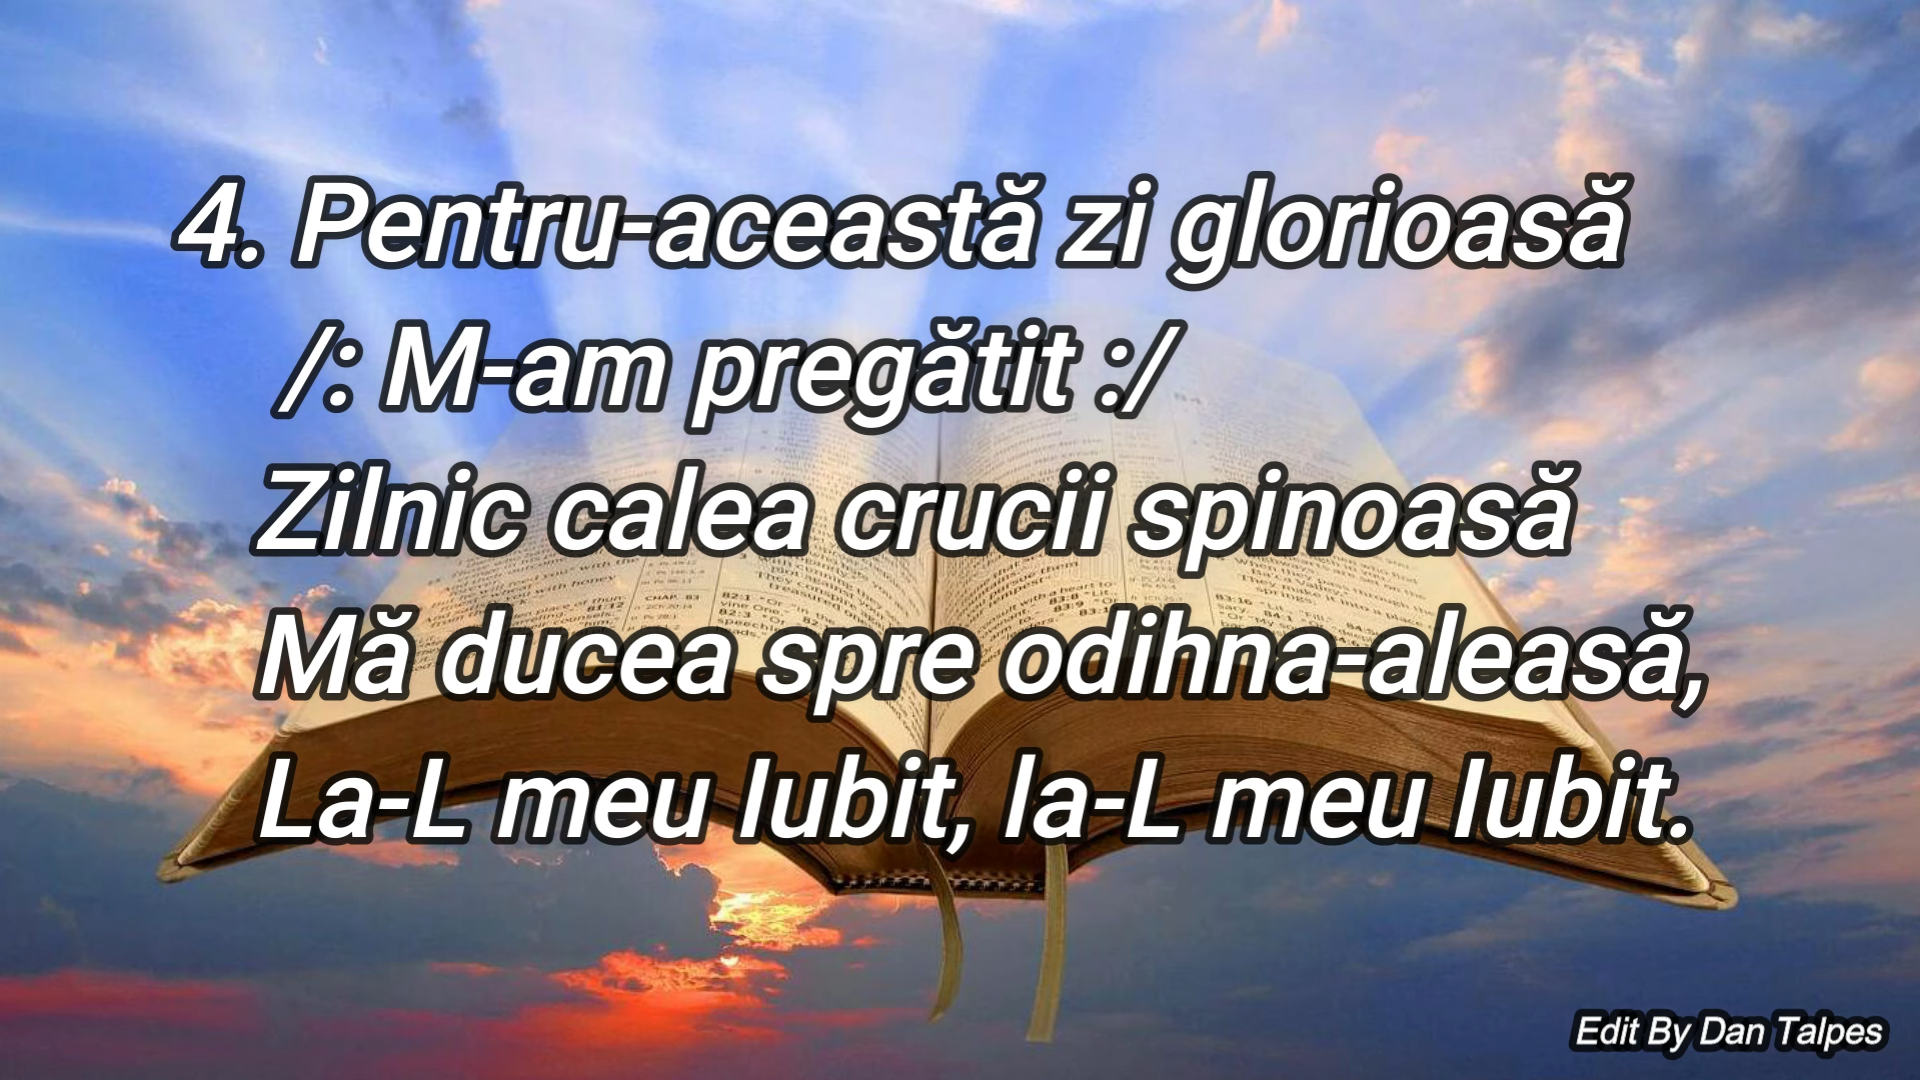 4. Pentru-această zi glorioasă
/: M-am pregătit :/
Zilnic calea crucii spinoasă
Mă ducea spre odihna-aleasă,
La-L meu Iubit, la-L meu Iubit.
Edit By Dan Talpes